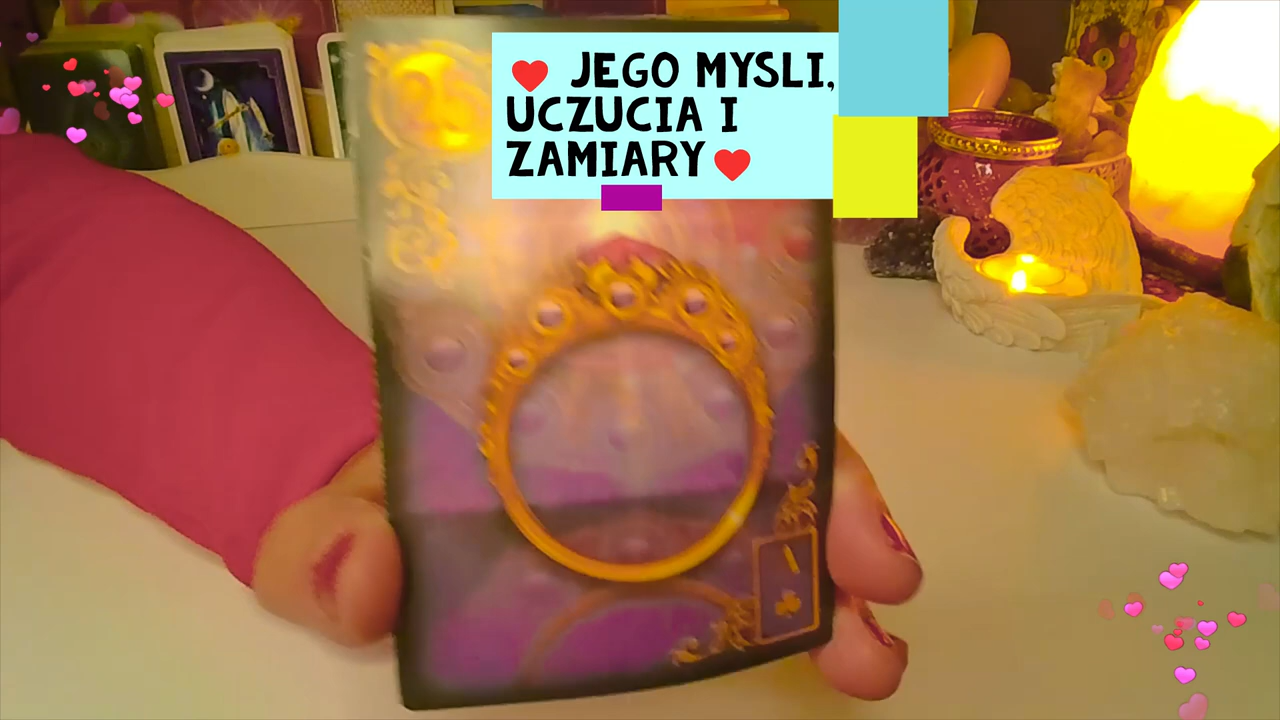 ❤️ JEGO MYSLI,
UCZUCIA I
ZAMIARY ❤️